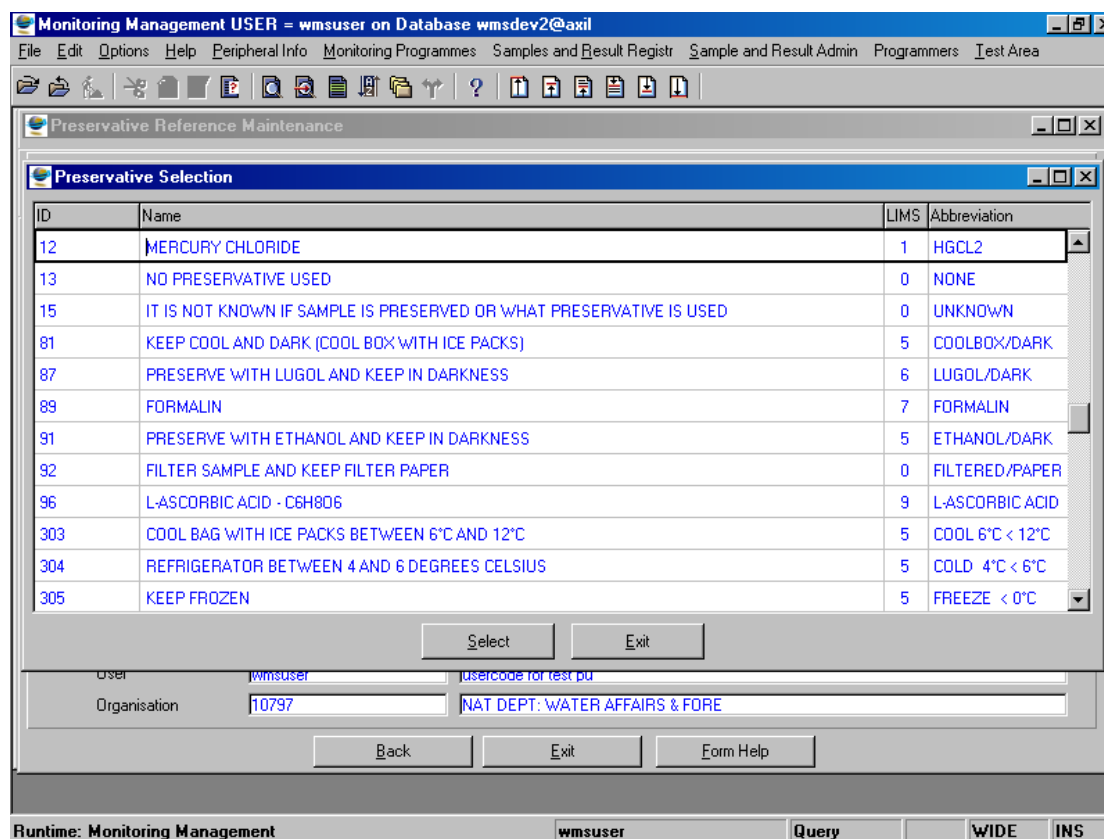 Monitoring Management USER = wmsuser on Database wmsdev2@axil
File Edit Options Help Peripheral Info Monitoring Programmes Samples and Result Registr Sample and Result Admin Programmers Test Area
Preservative Reference Maintenance
Preservative Selection
ID Name LIMS Abbreviation
12 MERCURY CHLORIDE 1 HGCL2
13 NO PRESERVATIVE USED 0 NONE
15 IT IS NOT KNOWN IF SAMPLE IS PRESERVED OR WHAT PRESERVATIVE IS USED 0 UNKNOWN
81 KEEP COOL AND DARK (COOL BOX WITH ICE PACKS) 5 COOLBOX/DARK
87 PRESERVE WITH LUGOL AND KEEP IN DARKNESS 6 LUGOL/DARK
89 FORMALIN 7 FORMALIN
91 PRESERVE WITH ETHANOL AND KEEP IN DARKNESS 5 ETHANOL/DARK
92 FILTER SAMPLE AND KEEP FILTER PAPER 0 FILTERED/PAPER
96 L-ASCORBIC ACID - C6H8O6 9 L-ASCORBIC ACID
303 COOL BAG WITH ICE PACKS BETWEEN 6°C AND 12°C 5 COOL 6°C < 12°C
304 REFRIGERATOR BETWEEN 4 AND 6 DEGREES CELSIUS 5 COLD 4°C < 6°C
305 KEEP FROZEN 5 FREEZE < 0°C
Select Exit
User wmsuser usercode for test pu
Organisation 10797 NAT DEPT: WATER AFFAIRS & FORE
Back Exit Form Help
Runtime: Monitoring Management wmsuser Query WIDE INS